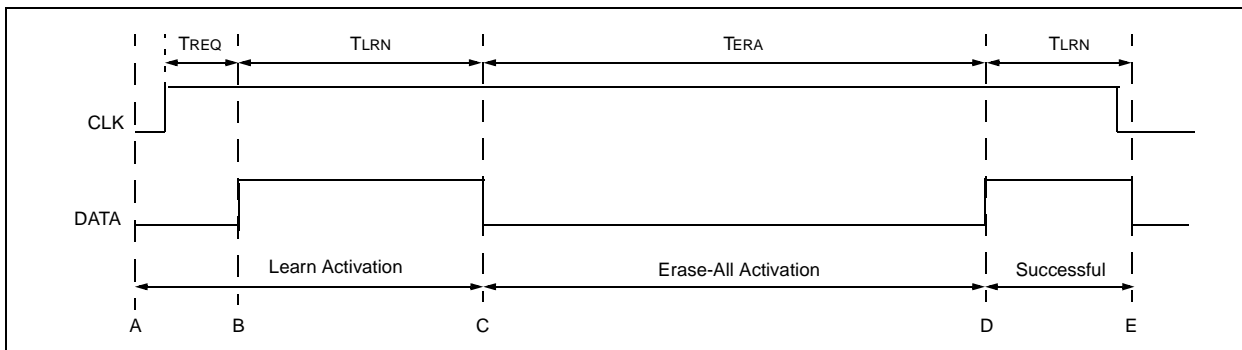 TREQ TLRN TERA TLRN
CLK
DATA
Learn Activation Erase-All Activation Successful
A B C D E